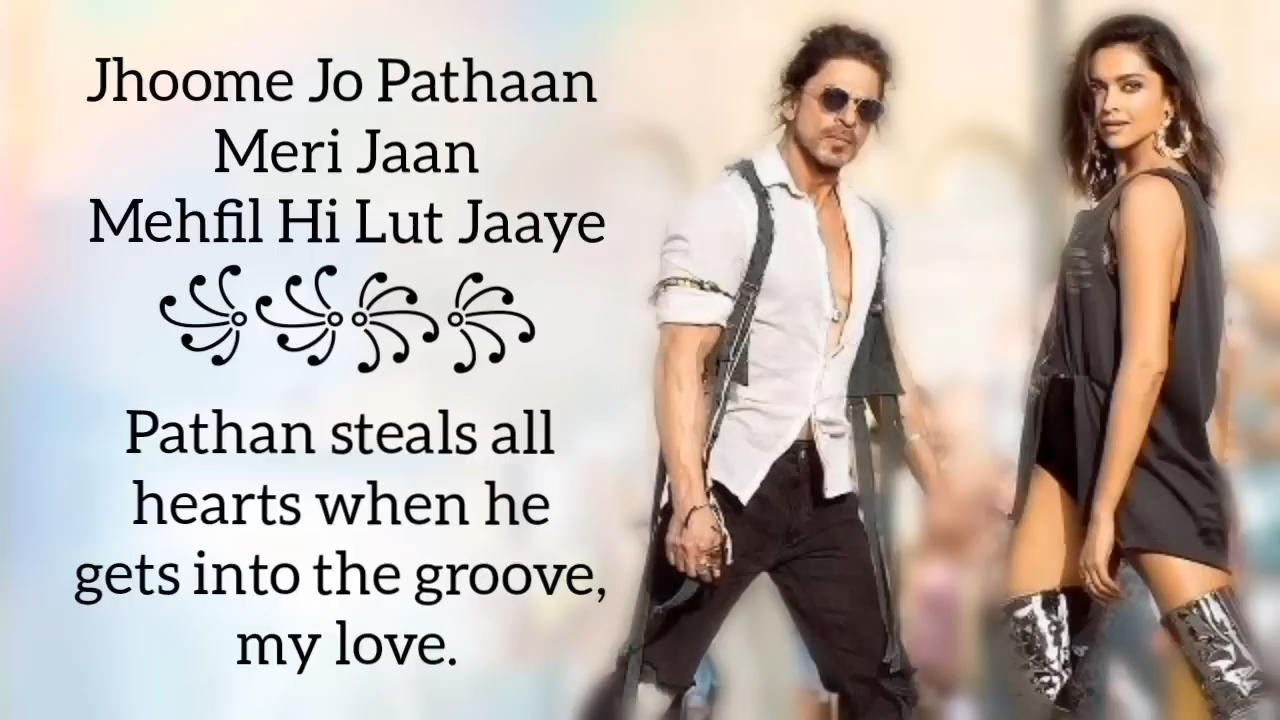 Jhoome Jo Pathaan
Meri Jaan
Mehfil Hi Lut Jaaye
Pathan steals all
hearts when he
gets into the groove,
my love.